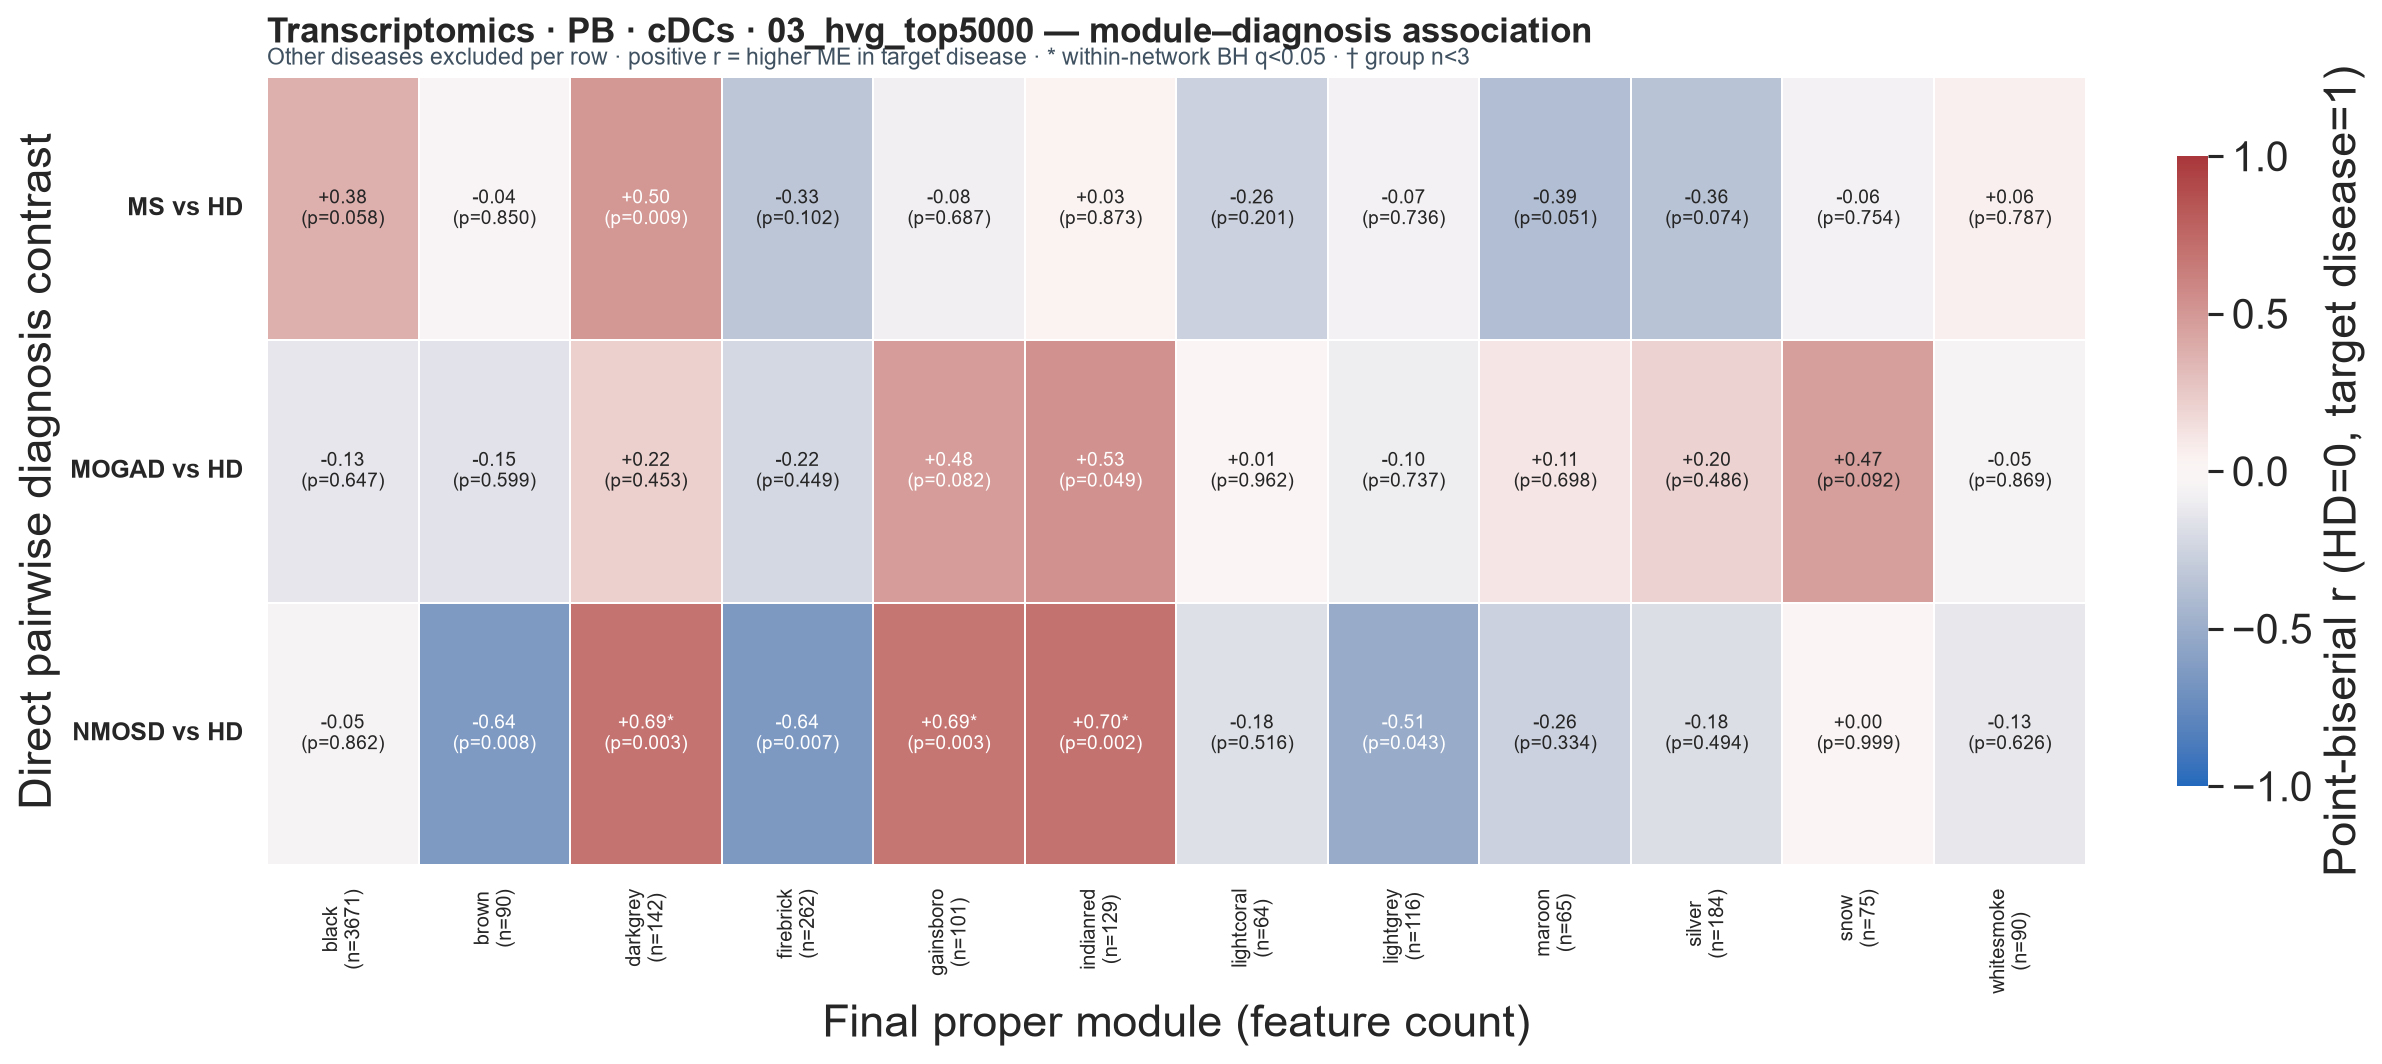 Transcriptomics · PB · cDCs · 03_hvg_top5000 — module–diagnosis association
Other diseases excluded per row · positive r = higher ME in target disease · * within-network BH q<0.05 · † group n<3
Direct pairwise diagnosis contrast
MS vs HD
+0.38
(p=0.058)
-0.04
(p=0.850)
+0.50
(p=0.009)
-0.33
(p=0.102)
-0.08
(p=0.687)
+0.03
(p=0.873)
-0.26
(p=0.201)
-0.07
(p=0.736)
-0.39
(p=0.051)
-0.36
(p=0.074)
-0.06
(p=0.754)
+0.06
(p=0.787)
MOGAD vs HD
-0.13
(p=0.647)
-0.15
(p=0.599)
+0.22
(p=0.453)
-0.22
(p=0.449)
+0.48
(p=0.082)
+0.53
(p=0.049)
+0.01
(p=0.962)
-0.10
(p=0.737)
+0.11
(p=0.698)
+0.20
(p=0.486)
+0.47
(p=0.092)
-0.05
(p=0.869)
NMOSD vs HD
-0.05
(p=0.862)
-0.64
(p=0.008)
+0.69*
(p=0.003)
-0.64
(p=0.007)
+0.69*
(p=0.003)
+0.70*
(p=0.002)
-0.18
(p=0.516)
-0.51
(p=0.043)
-0.26
(p=0.334)
-0.18
(p=0.494)
+0.00
(p=0.999)
-0.13
(p=0.626)
black
(n=3671)
brown
(n=90)
darkgrey
(n=142)
firebrick
(n=262)
gainsboro
(n=101)
indianred
(n=129)
lightcoral
(n=64)
lightgrey
(n=116)
maroon
(n=65)
silver
(n=184)
snow
(n=75)
whitesmoke
(n=90)
Final proper module (feature count)
1.0
0.5
0.0
−0.5
−1.0
Point-biserial r (HD=0, target disease=1)